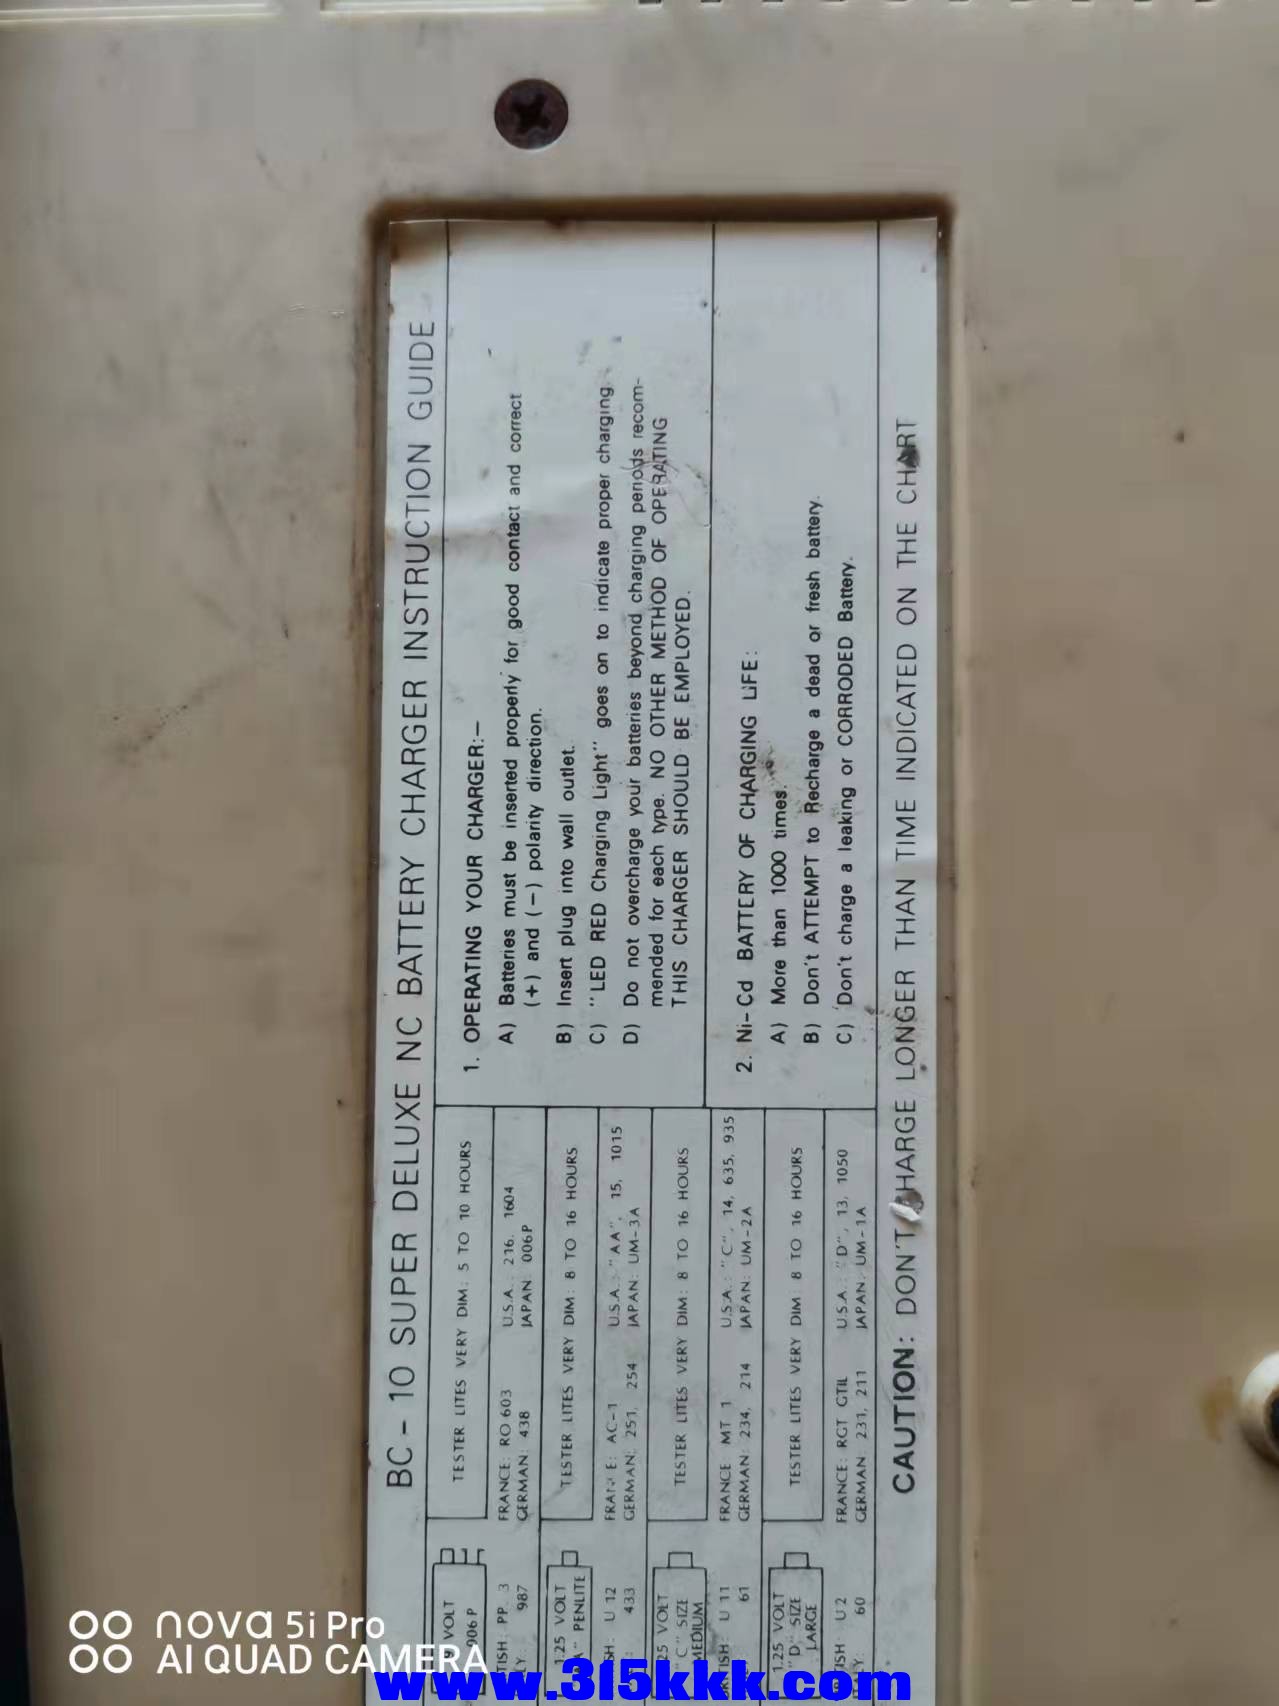 BC - 10 SUPER DELUXE NC BATTERY CHARGER INSTRUCTION GUIDE
VOLT
906 P
TESTER LITES VERY DIM: 5 TO 10 HOURS
PP. 3 FRANCE: RO 603 U.S.A.: 216. 1604
987 GERMAN: 438 JAPAN: 006P
1.25 VOLT
PENLITE
TESTER LITES VERY DIM: 8 TO 16 HOURS
U 12 AC-1 U.S.A.: "AA", 15, 1015
433 GERMAN: 251, 254 JAPAN: UM-3A
VOLT
"C" SIZE
MEDIUM
TESTER LITES VERY DIM: 8 TO 16 HOURS
U 11 FRANCE MT 1 U.S.A.: "C", 14, 635, 935
61 GERMAN: 234, 214 JAPAN: UM-2A
1.25 VOLT
"D" SIZE
LARGE
TESTER LITES VERY DIM: 8 TO 16 HOURS
U 2 FRANCE: RGT GTIL U.S.A.: "D", 13, 1050
60 GERMAN: 231, 211 JAPAN: UM-1A
1. OPERATING YOUR CHARGER:-
A) Batteries must be inserted properly for good contact and correct
(+) and (-) polarity direction.
B) Insert plug into wall outlet.
C) "LED RED Charging Light" goes on to indicate proper charging.
D) Do not overcharge your batteries beyond charging periods recom-
mended for each type. NO OTHER METHOD OF OPERATING
THIS CHARGER SHOULD BE EMPLOYED.
2. Ni-Cd BATTERY OF CHARGING LIFE:
A) More than 1000 times.
B) Don't ATTEMPT to Recharge a dead or fresh battery.
C) Don't charge a leaking or CORRODED Battery.
CAUTION: DON'T CHARGE LONGER THAN TIME INDICATED ON THE CHART
nova 5i Pro
AI QUAD CAMERA
www.315kkk.com